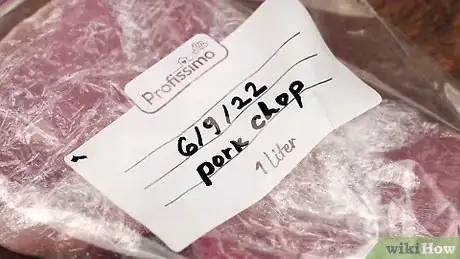 Profissimo
6/9/22
pork chop
1 Liter
wikiHow